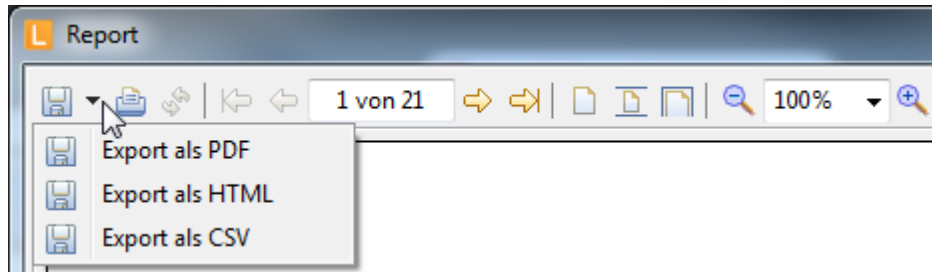 L Report
1 von 21 100%
Export als PDF
Export als HTML
Export als CSV